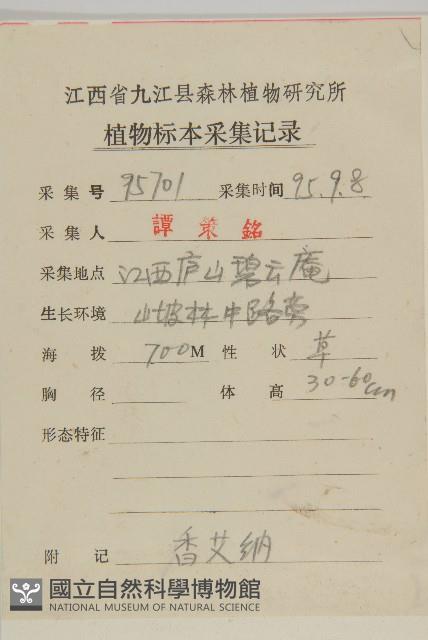 江西省九江县森林植物研究所
植物标本采集记录
采集号 95701 采集时间 95.9.8
采集人 譚策銘
采集地点 江西庐山碧云庵
生长环境 山坡林中路旁
海拨 700M 性状 草
胸径 体高 30-60cm
形态特征
附记 香艾纳
國立自然科學博物館
NATIONAL MUSEUM OF NATURAL SCIENCE